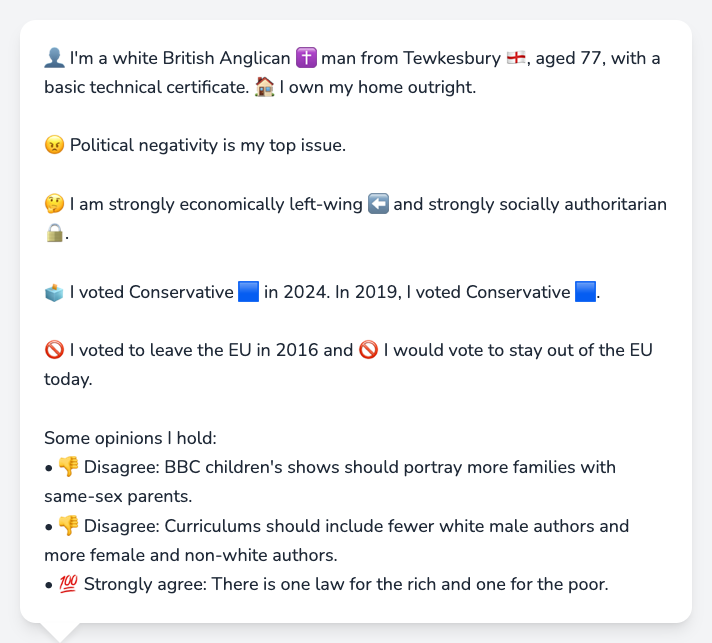 👤 I'm a white British Anglican ✝️ man from Tewkesbury 🏴󠁧󠁢󠁥󠁮󠁧󠁿, aged 77, with a
basic technical certificate. 🏠 I own my home outright.
😠 Political negativity is my top issue.
🤔 I am strongly economically left-wing ⬅️ and strongly socially authoritarian
🔒.
🗳️ I voted Conservative 🟦 in 2024. In 2019, I voted Conservative 🟦.
🚫 I voted to leave the EU in 2016 and 🚫 I would vote to stay out of the EU
today.
Some opinions I hold:
• 👎 Disagree: BBC children's shows should portray more families with
same-sex parents.
• 👎 Disagree: Curriculums should include fewer white male authors and
more female and non-white authors.
• 💯 Strongly agree: There is one law for the rich and one for the poor.